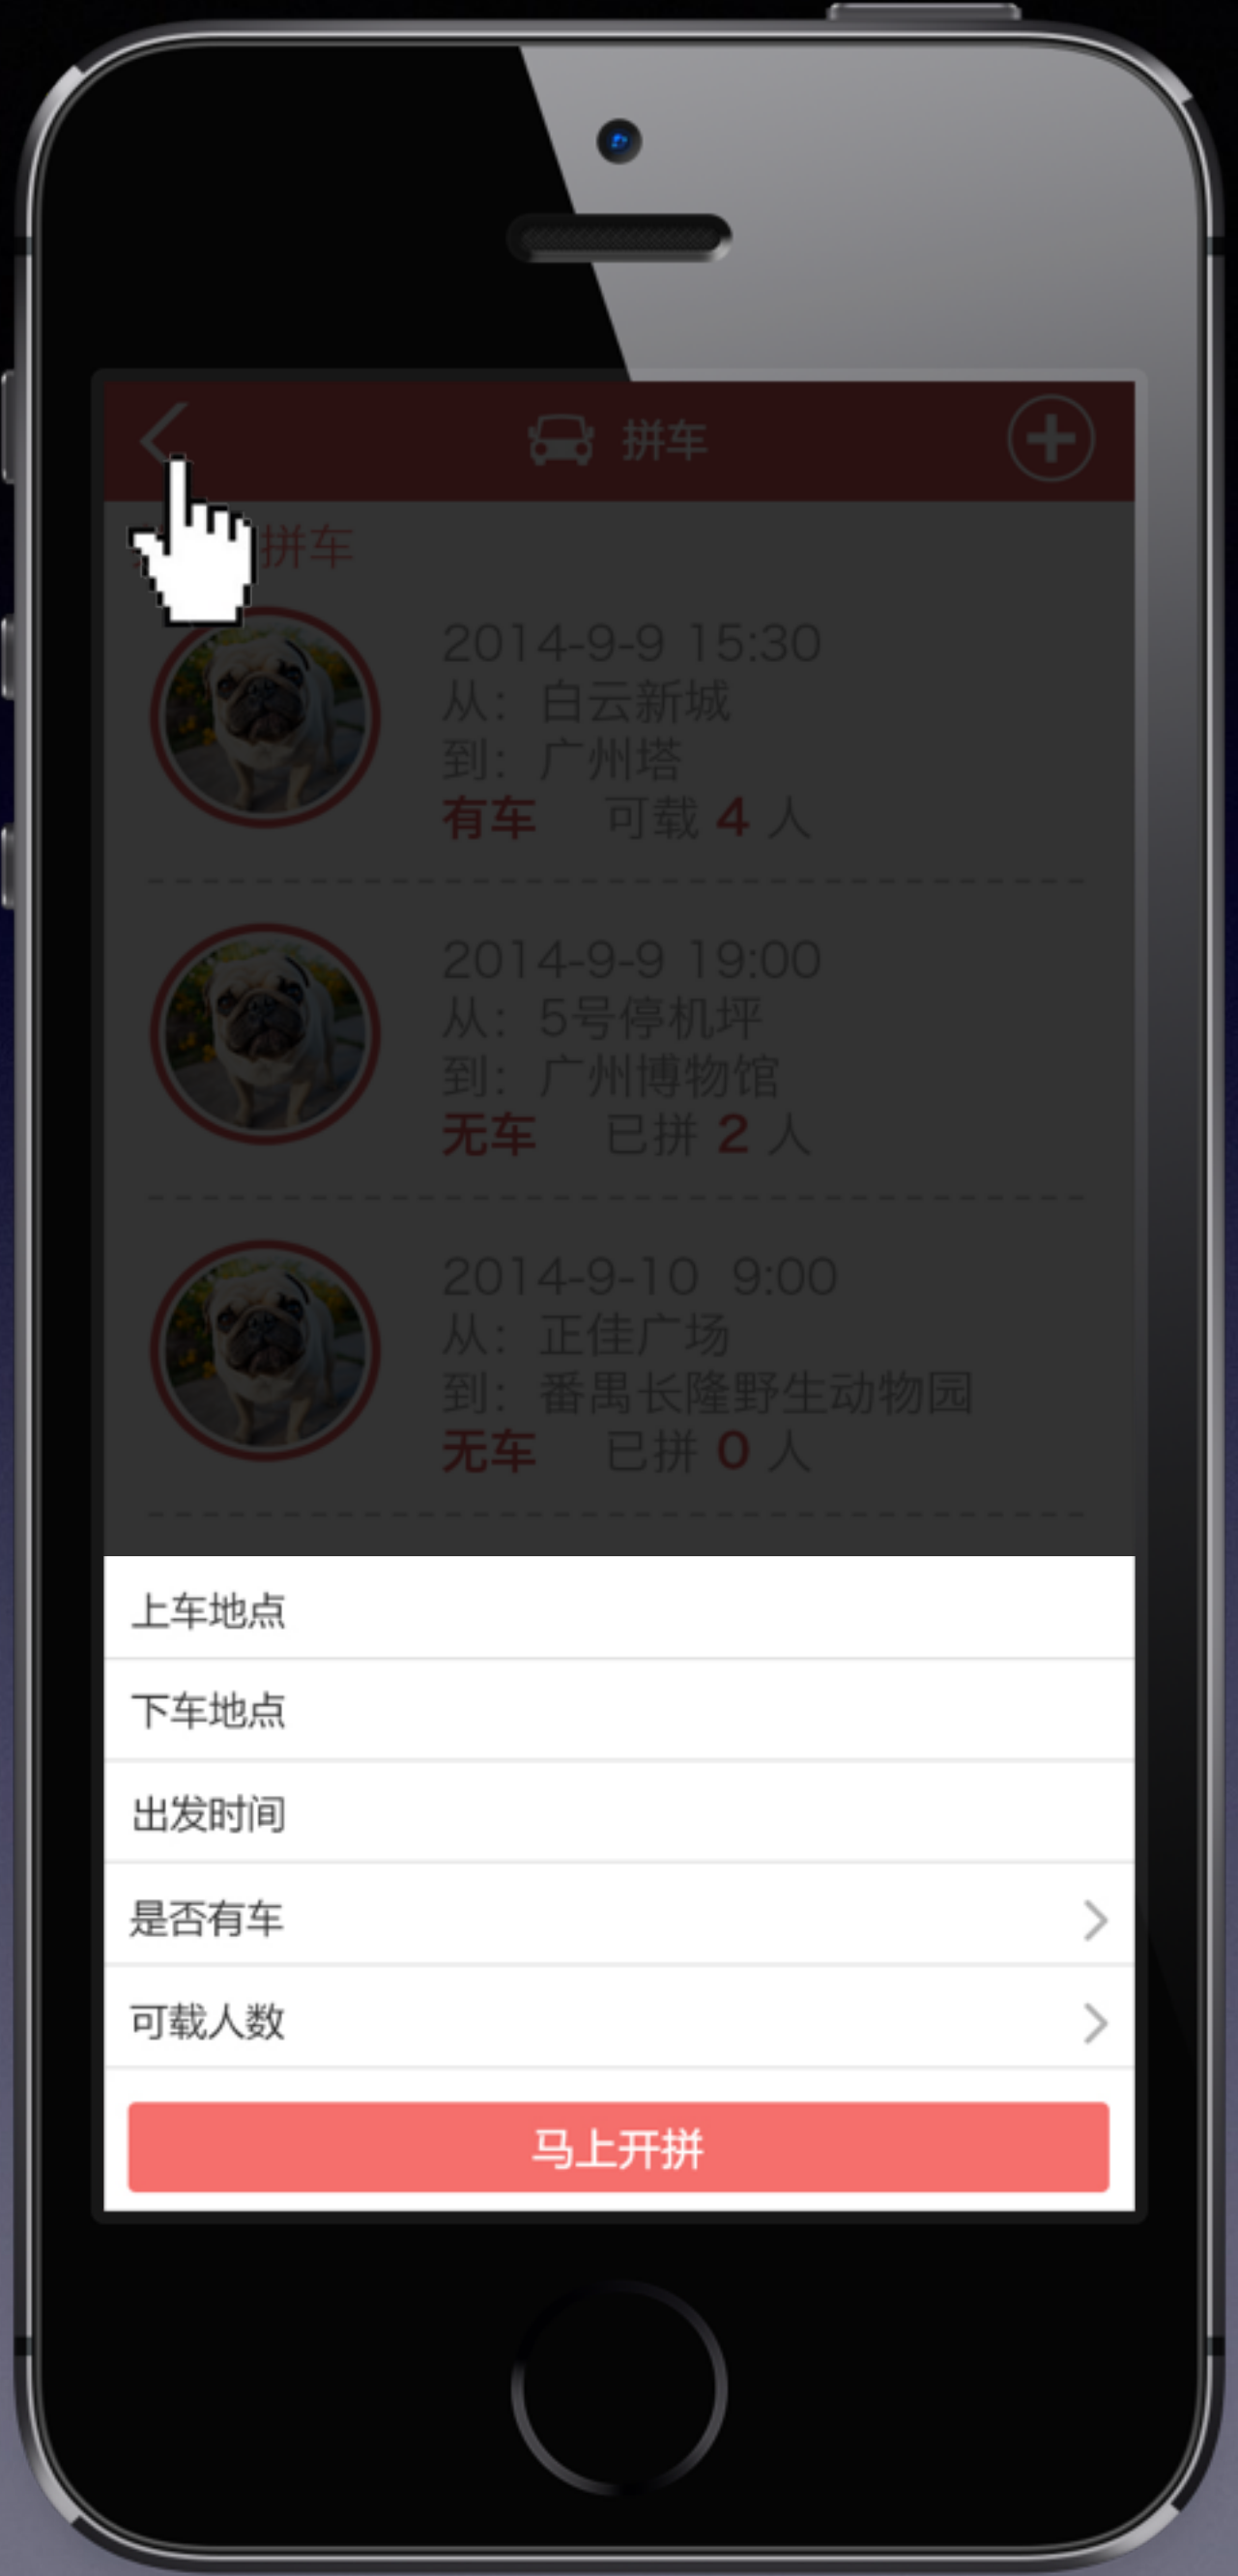 拼车
拼车
2014-9-9 15:30
从：白云新城
到：广州塔
有车 可载 4 人
2014-9-9 19:00
从：5号停机坪
到：广州博物馆
无车 已拼 2 人
2014-9-10 9:00
从：正佳广场
到：番禺长隆野生动物园
无车 已拼 0 人
上车地点
下车地点
出发时间
是否有车
可载人数
马上开拼